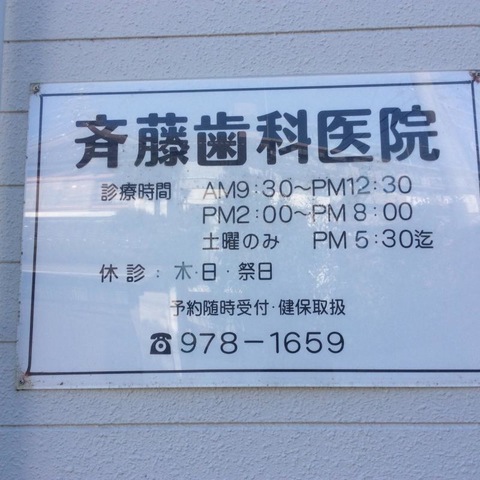 斉藤歯科医院
診療時間 AM9:30〜PM12:30
PM2:00〜PM8:00
土曜のみ PM5:30迄
休診：木・日・祭日
予約随時受付・健保取扱
☎978-1659